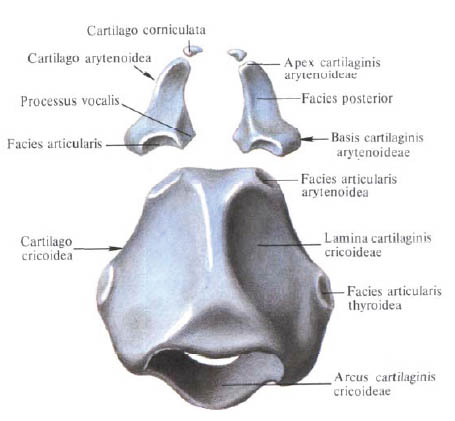 Cartilago corniculata
Cartilago arytenoidea
Processus vocalis
Facies articularis
Cartilago
cricoidea
Apex cartilaginis
arytenoideae
Facies posterior
Basis cartilaginis
arytenoideae
Facies articularis
arytenoidea
Lamina cartilaginis
cricoideae
Facies articularis
thyroidea
Arcus cartilaginis
cricoideae